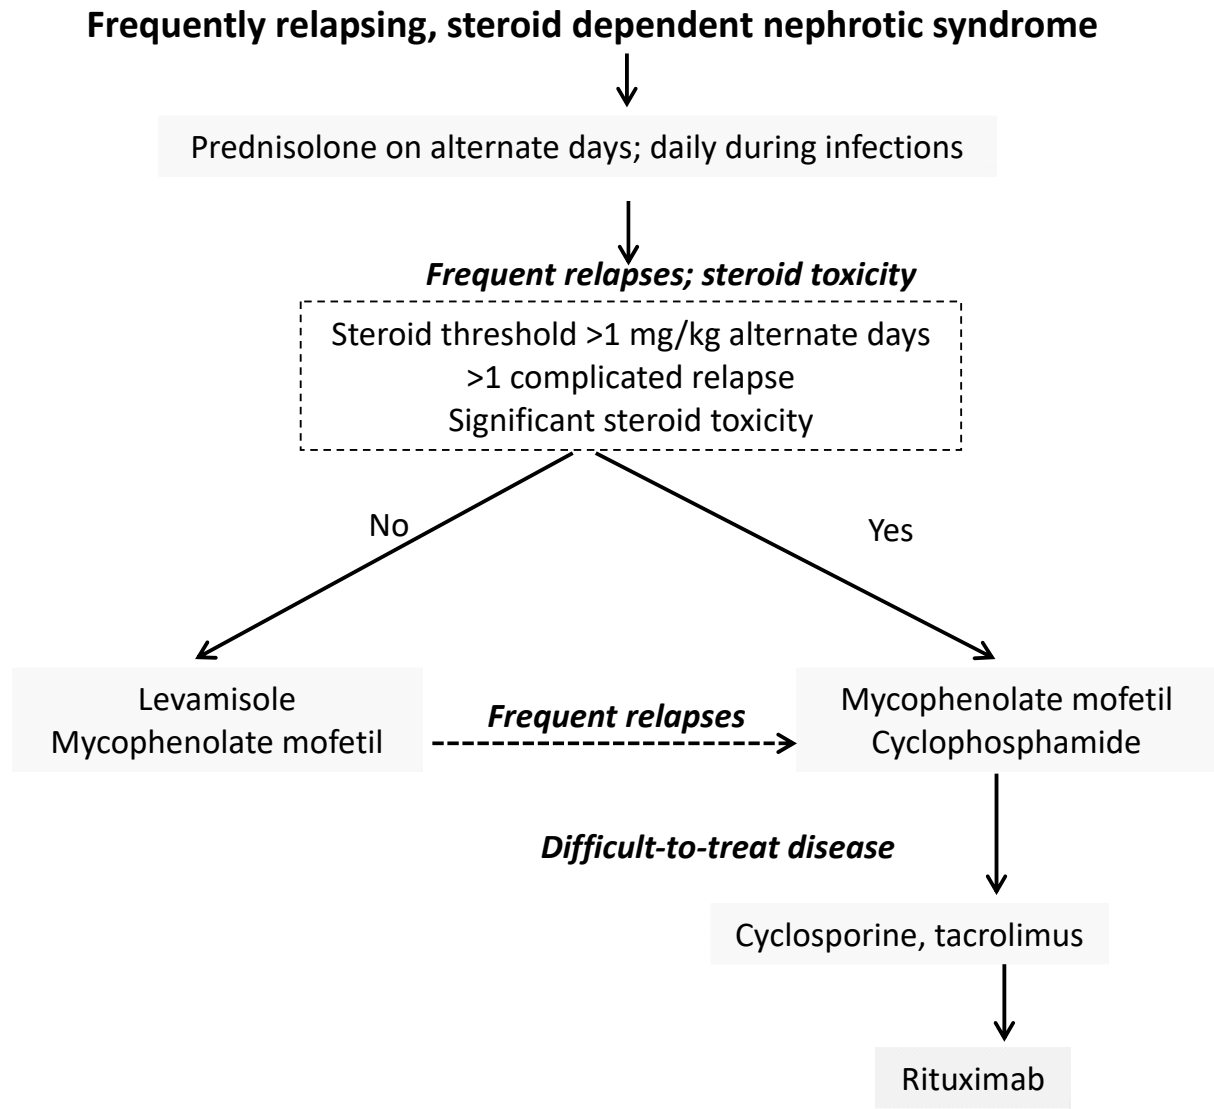 Frequently relapsing, steroid dependent nephrotic syndrome
Prednisolone on alternate days; daily during infections
Frequent relapses; steroid toxicity
Steroid threshold >1 mg/kg alternate days
>1 complicated relapse
Significant steroid toxicity
No
Yes
Levamisole
Mycophenolate mofetil
Frequent relapses
Mycophenolate mofetil
Cyclophosphamide
Difficult-to-treat disease
Cyclosporine, tacrolimus
Rituximab